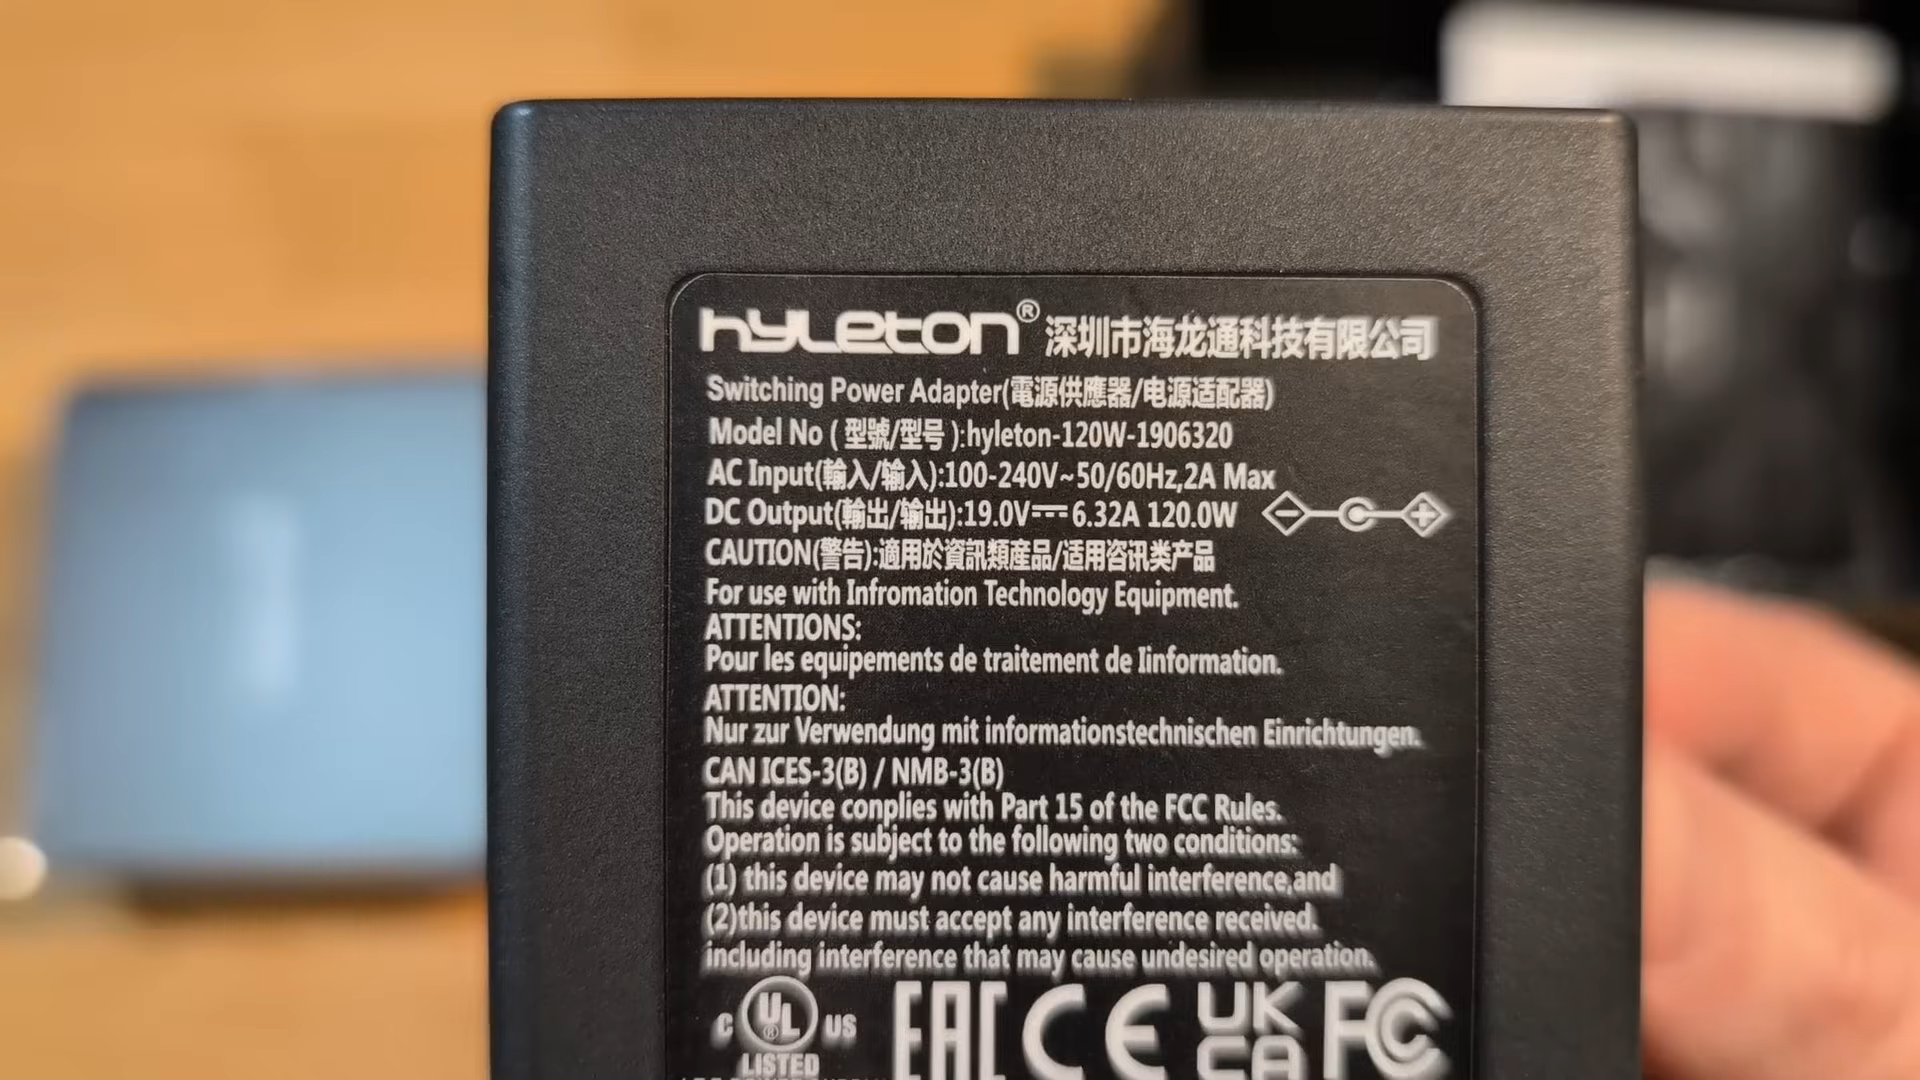 hyleton® 深圳市海龙通科技有限公司
Switching Power Adapter(電源供應器/电源适配器)
Model No ( 型號/型号 ):hyleton-120W-1906320
AC Input(輸入/输入):100-240V~50/60Hz,2A Max
DC Output(輸出/输出):19.0V⎓6.32A 120.0W
CAUTION(警告):適用於資訊類産品/适用咨讯类产品
For use with Infromation Technology Equipment.
ATTENTIONS:
Pour les equipements de traitement de Iinformation.
ATTENTION:
Nur zur Verwendung mit informationstechnischen Einrichtungen.
CAN ICES-3(B) / NMB-3(B)
This device conplies with Part 15 of the FCC Rules.
Operation is subject to the following two conditions:
(1) this device may not cause harmful interference,and
(2)this device must accept any interference received.
including interference that may cause undesired operation.
C UL® US EAC CE UKCA FC
LISTED